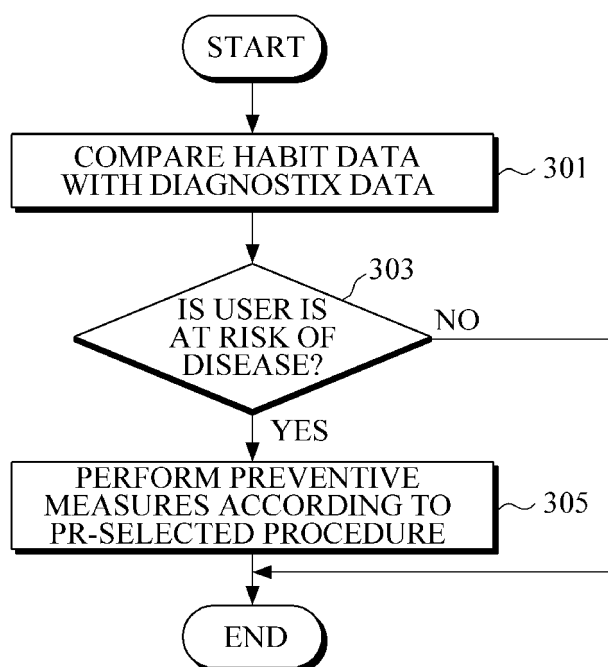 START
COMPARE HABIT DATA
WITH DIAGNOSTIX DATA
301
303
IS USER IS
AT RISK OF
DISEASE?
NO
YES
PERFORM PREVENTIVE
MEASURES ACCORDING TO
PR-SELECTED PROCEDURE
305
END